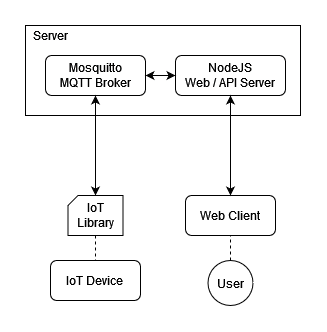 Server
Mosquitto
MQTT Broker
NodeJS
Web / API Server
IoT
Library
Web Client
IoT Device
User